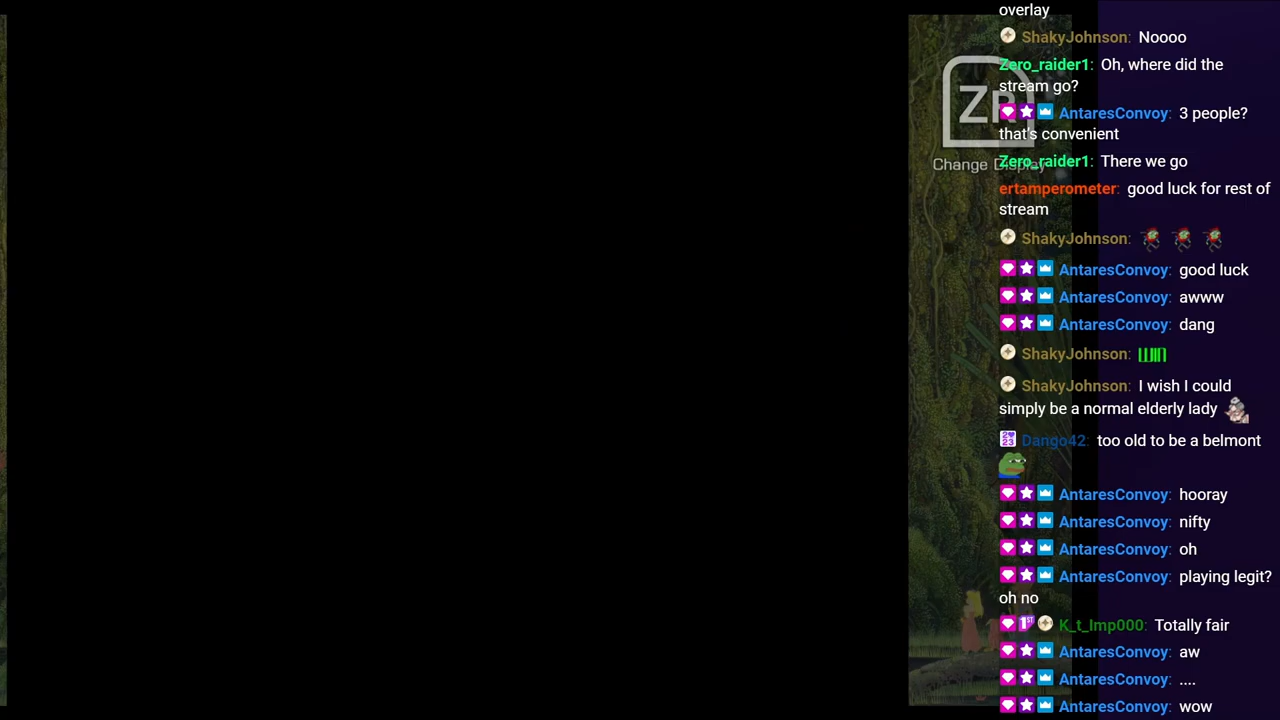 overlay
ShakyJohnson: Noooo
Zero_raider1: Oh, where did the
stream go?
AntaresConvoy: 3 people?
that's convenient
Zero_raider1: There we go
ertamperometer: good luck for rest of
stream
ShakyJohnson:
AntaresConvoy: good luck
AntaresConvoy: awww
AntaresConvoy: dang
ShakyJohnson:
ShakyJohnson: I wish I could
simply be a normal elderly lady
Dango42: too old to be a belmont
AntaresConvoy: hooray
AntaresConvoy: nifty
AntaresConvoy: oh
AntaresConvoy: playing legit?
oh no
1ST K_t_Imp000: Totally fair
AntaresConvoy: aw
AntaresConvoy: ....
AntaresConvoy: wow
ZR
Change